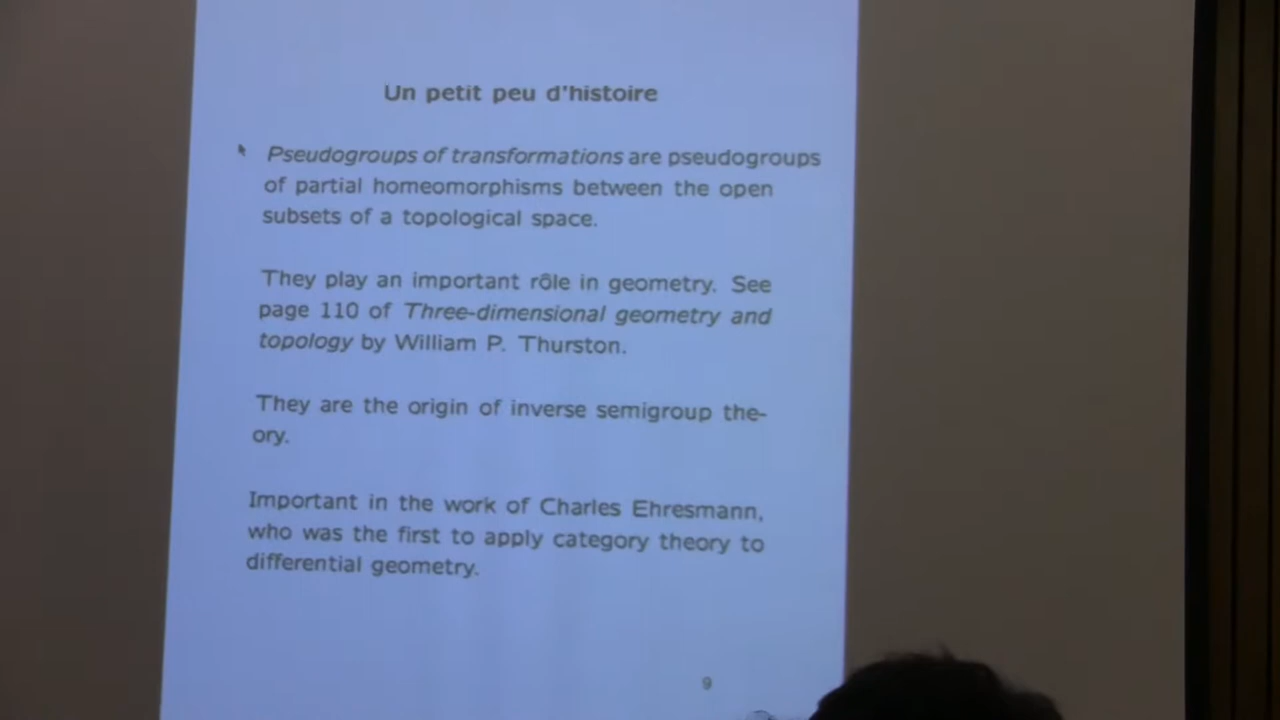 Un petit peu d'histoire
Pseudogroups of transformations are pseudogroups
of partial homeomorphisms between the open
subsets of a topological space.
They play an important rôle in geometry. See
page 110 of Three-dimensional geometry and
topology by William P. Thurston.
They are the origin of inverse semigroup the-
ory.
Important in the work of Charles Ehresmann,
who was the first to apply category theory to
differential geometry.
9